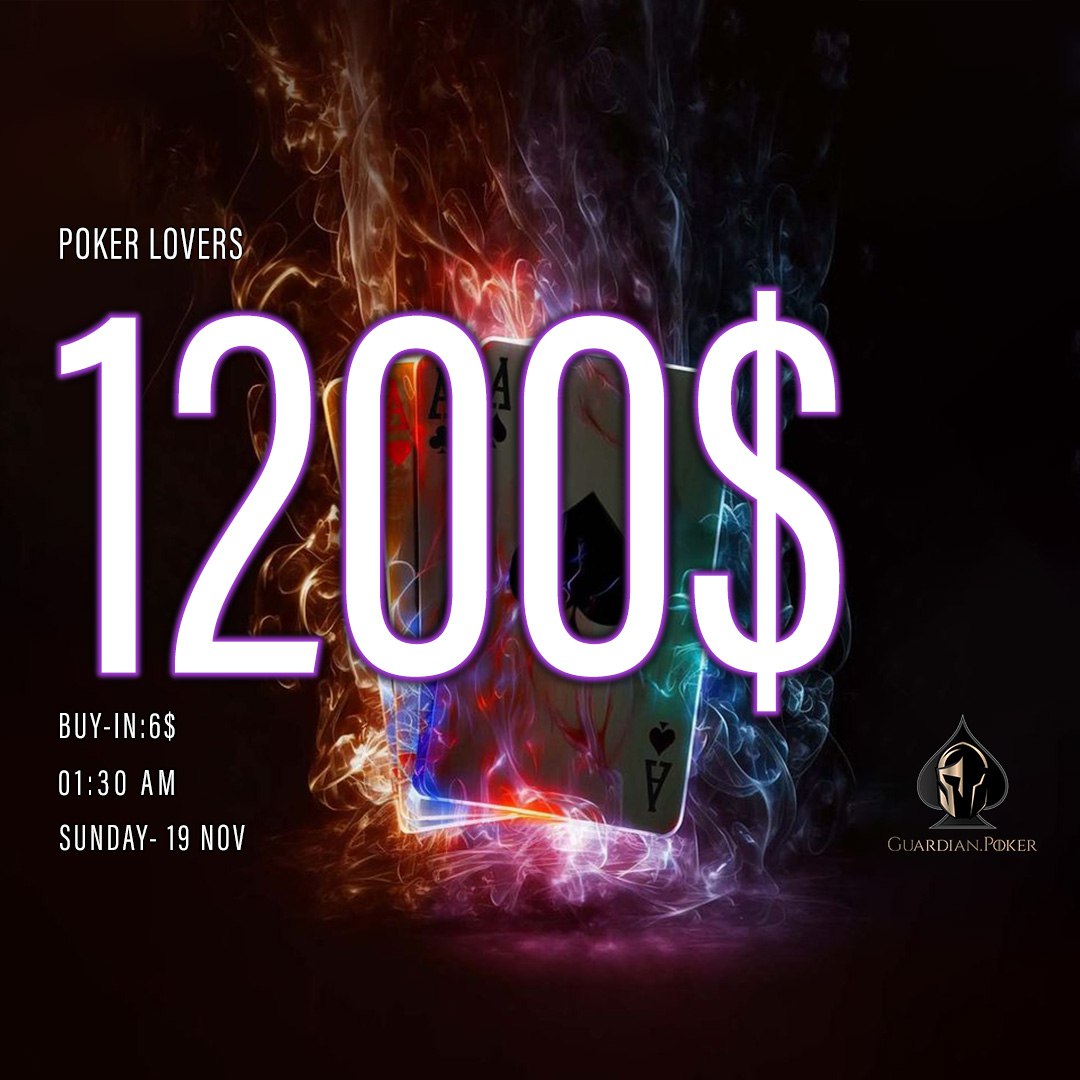 POKER LOVERS
1200$
BUY-IN:6$
01:30 AM
SUNDAY- 19 NOV
GUARDIAN.POKER
A
A
A
A